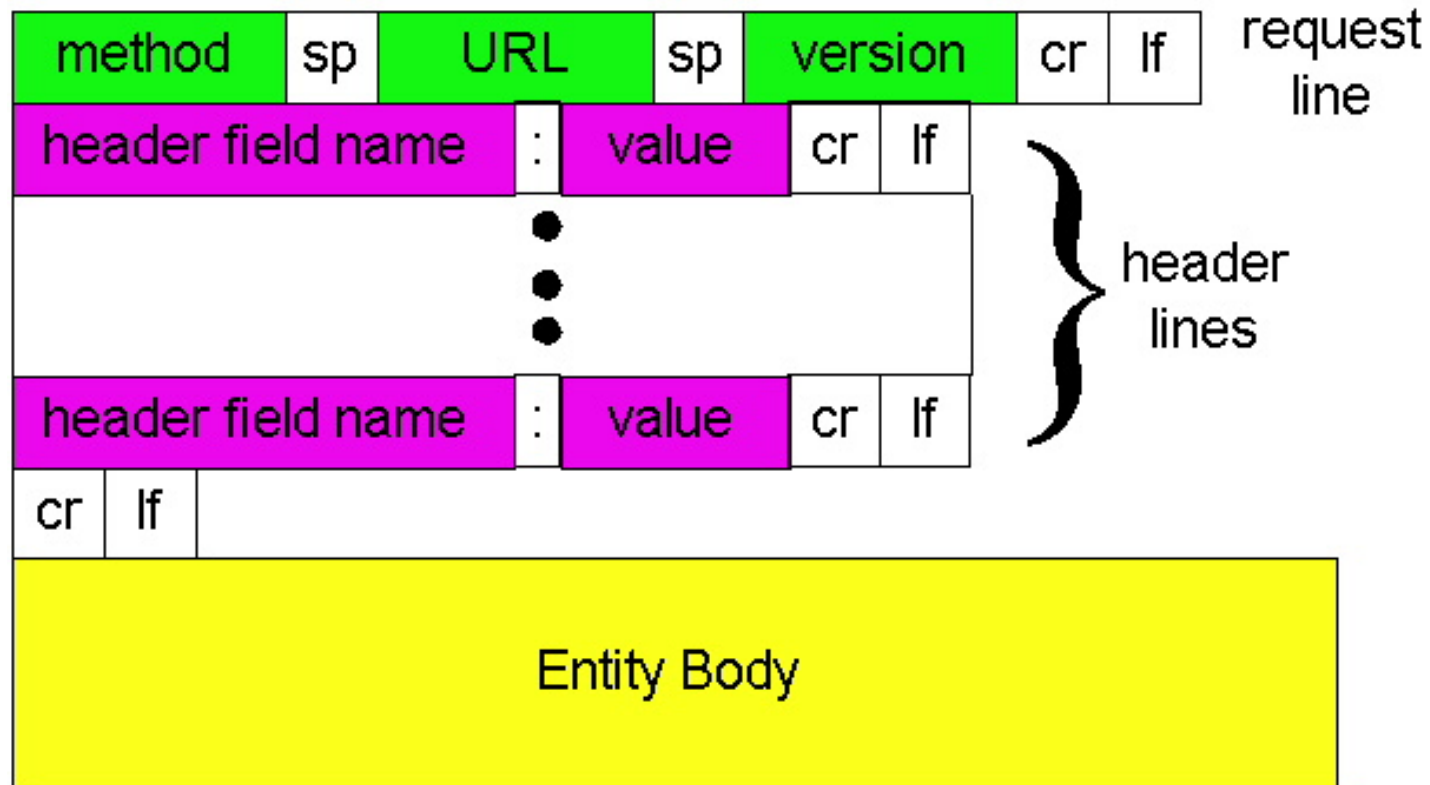 method sp URL sp version cr lf
request
line
header field name : value cr lf
header
lines
header field name : value cr lf
cr lf
Entity Body